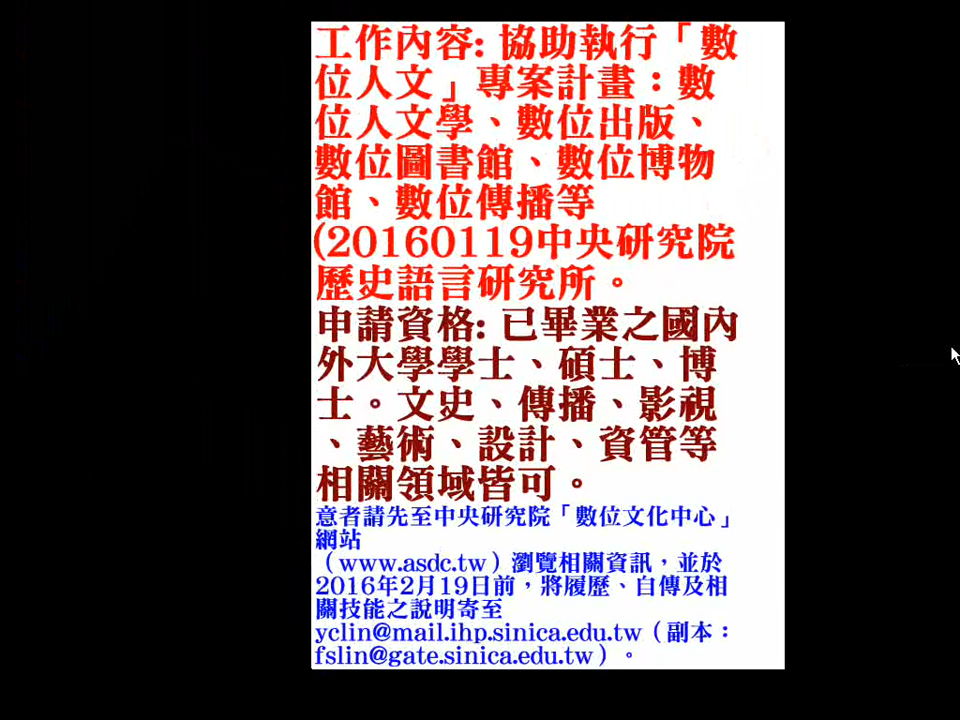 工作內容: 協助執行「數
位人文」專案計畫：數
位人文學、數位出版、
數位圖書館、數位博物
館、數位傳播等
(20160119中央研究院
歷史語言研究所。
申請資格: 已畢業之國內
外大學學士、碩士、博
士。文史、傳播、影視
、藝術、設計、資管等
相關領域皆可。
意者請先至中央研究院「數位文化中心」
網站
（www.asdc.tw）瀏覽相關資訊，並於
2016年2月19日前，將履歷、自傳及相
關技能之說明寄至
yclin@mail.ihp.sinica.edu.tw（副本：
fslin@gate.sinica.edu.tw）。